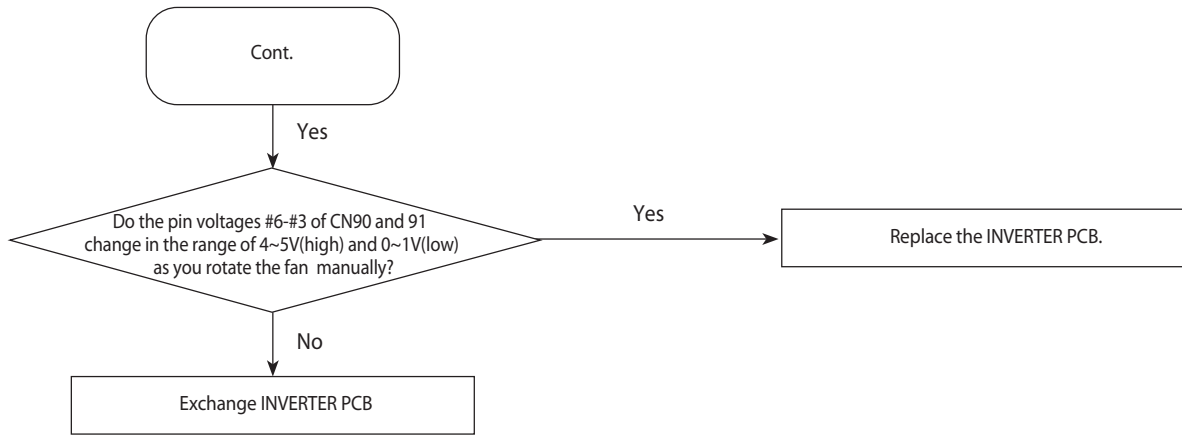 Cont.
Yes
Do the pin voltages #6-#3 of CN90 and 91
change in the range of 4~5V(high) and 0~1V(low)
as you rotate the fan manually?
Yes
Replace the INVERTER PCB.
No
Exchange INVERTER PCB